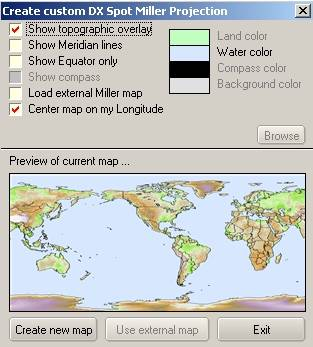 Create custom DX Spot Miller Projection
Show topographic overlay
Show Meridian lines
Show Equator only
Show compass
Load external Miller map
Center map on my Longitude
Land color
Water color
Compass color
Background color
Browse
Preview of current map ...
Create new map
Use external map
Exit